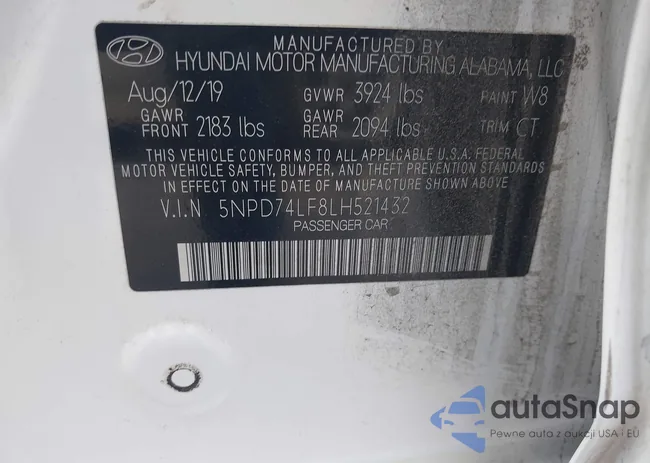 MANUFACTURED BY
HYUNDAI MOTOR MANUFACTURING ALABAMA, LLC
Aug/12/19 GVWR 3924 lbs PAINT W8
GAWR FRONT 2183 lbs GAWR REAR 2094 lbs TRIM CT
THIS VEHICLE CONFORMS TO ALL APPLICABLE U.S.A. FEDERAL
MOTOR VEHICLE SAFETY, BUMPER, AND THEFT PREVENTION STANDARDS
IN EFFECT ON THE DATE OF MANUFACTURE SHOWN ABOVE.
V.I.N 5NPD74LF8LH521432
PASSENGER CAR
autaSnap
Pewne auta z aukcji USA - EU